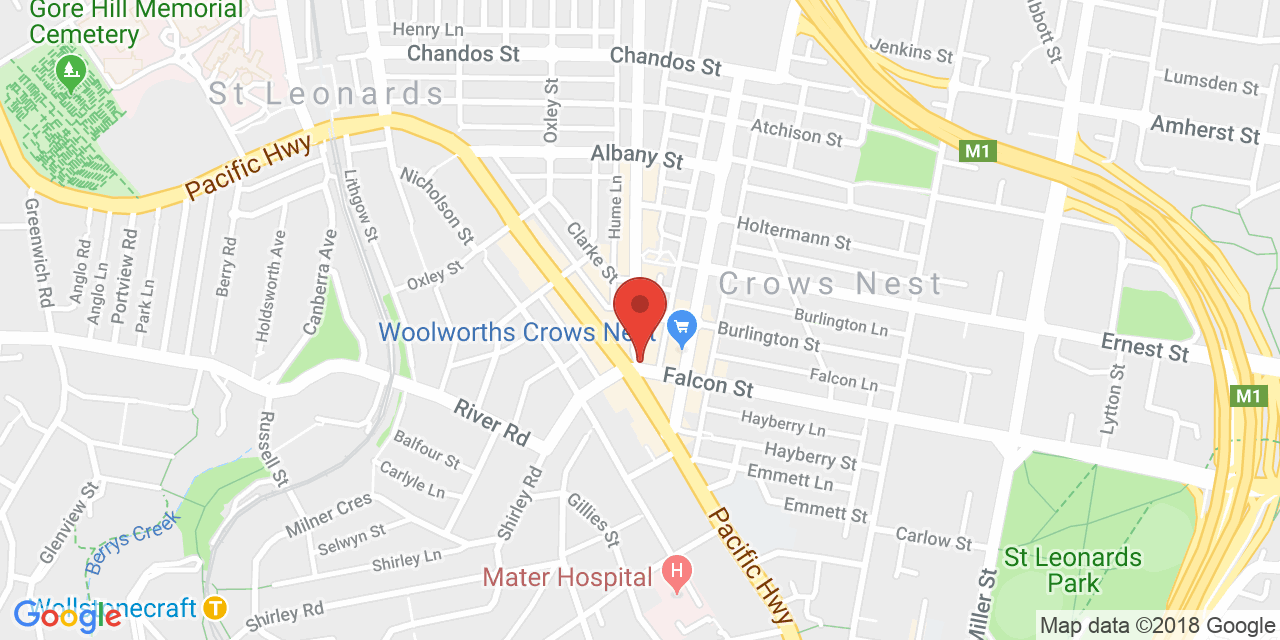 Gore Hill Memorial
Cemetery
Henry Ln
Chandos St
Chandos St
Jenkins St
Abbott St
Lumsden St
St Leonards
Oxley St
Atchison St
Amherst St
M1
Pacific Hwy
Albany St
Lithgow St
Nicholson St
Hume Ln
Greenwich Rd
Anglo Rd
Anglo Ln
Portview Rd
Park Ln
Berry Rd
Holdsworth Ave
Canberra Ave
Oxley St
Clarke St
Holtermann St
Crows Nest
Woolworths Crows Nest
Burlington Ln
Burlington St
Ernest St
Falcon St
Falcon Ln
Lytton St
M1
River Rd
Russell St
Balfour St
Carlyle Ln
Hayberry Ln
Hayberry St
Emmett Ln
Emmett St
Glenview St
Berrys Creek
Milner Cres
Selwyn St
Shirley Rd
Gillies St
Pacific Hwy
Carlow St
Shirley Ln
Mater Hospital
H
St Leonards
Park
Miller St
Wollstonecraft
T
Shirley Rd
Google
Map data ©2018 Google